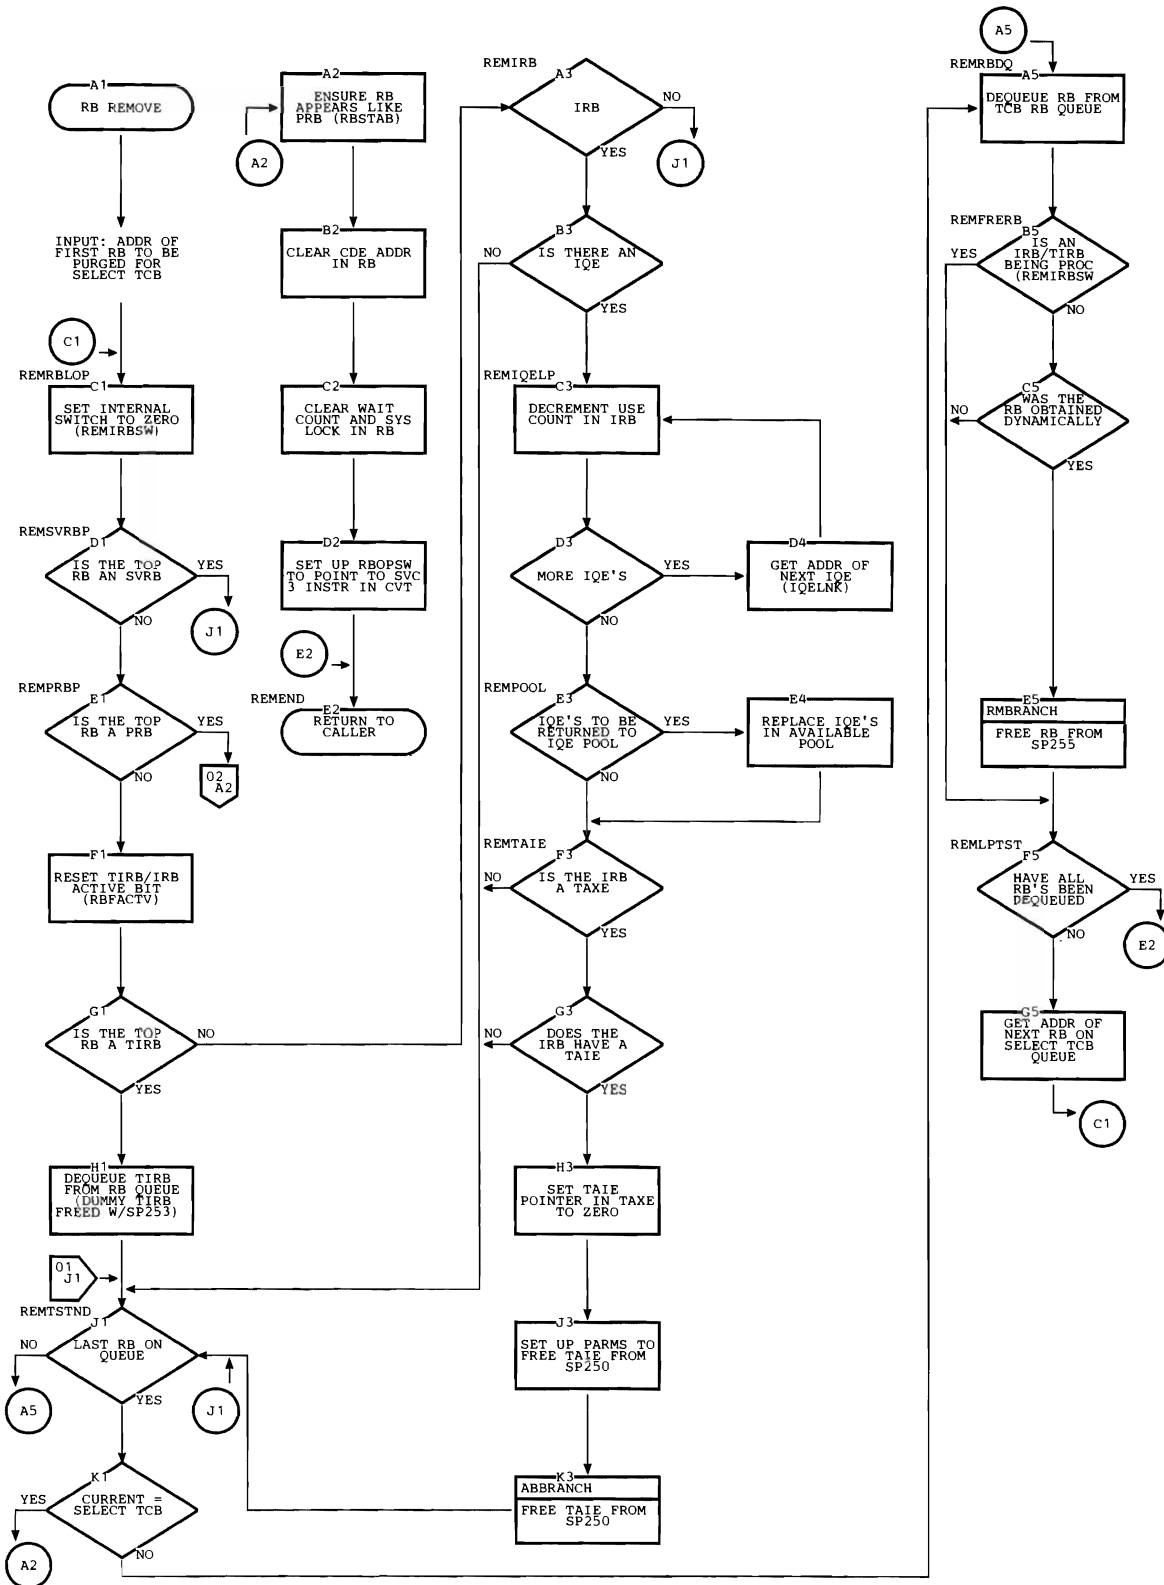 A1
RB REMOVE
INPUT: ADDR OF
FIRST RB TO BE
PURGED FOR
SELECT TCB
C1
REMRBLOP
C1
SET INTERNAL
SWITCH TO ZERO
(REMIRBSW)
REMSVRBP
D1
IS THE TOP
RB AN SVRB
YES
J1
NO
REMPRBP
E1
IS THE TOP
RB A PRB
YES
02
A2
NO
F1
RESET TIRB/IRB
ACTIVE BIT
(RBFACTV)
G1
IS THE TOP
RB A TIRB
NO
YES
H1
DEQUEUE TIRB
FROM RB QUEUE
(DUMMY TIRB
FREED W/SP253)
01
J1
REMTSTND
J1
LAST RB ON
QUEUE
NO
A5
YES
J1
K1
CURRENT =
SELECT TCB
YES
A2
NO
A2
ENSURE RB
APPEARS LIKE
PRB (RBSTAB)
A2
B2
CLEAR CDE ADDR
IN RB
C2
CLEAR WAIT
COUNT AND SYS
LOCK IN RB
D2
SET UP RBOPSW
TO POINT TO SVC
3 INSTR IN CVT
E2
REMEND
E2
RETURN TO
CALLER
REMIRB
A3
IRB
NO
J1
YES
B3
IS THERE AN
IQE
NO
YES
REMIQELP
C3
DECREMENT USE
COUNT IN IRB
D3
MORE IQE'S
YES
NO
D4
GET ADDR OF
NEXT IQE
(IQELNK)
REMPOOL
E3
IQE'S TO BE
RETURNED TO
IQE POOL
YES
NO
E4
REPLACE IQE'S
IN AVAILABLE
POOL
REMTAIE
F3
IS THE IRB
A TAXE
NO
YES
G3
DOES THE
IRB HAVE A
TAIE
NO
YES
H3
SET TAIE
POINTER IN TAXE
TO ZERO
J3
SET UP PARMS TO
FREE TAIE FROM
SP250
K3
ABBRANCH
FREE TAIE FROM
SP250
A5
REMRBDQ
A5
DEQUEUE RB FROM
TCB RB QUEUE
REMFRERB
B5
IS AN
IRB/TIRB
BEING PROC
(REMIRBSW
YES
NO
C5
WAS THE
RB OBTAINED
DYNAMICALLY
NO
YES
E5
RMBRANCH
FREE RB FROM
SP255
REMLPTST
F5
HAVE ALL
RB'S BEEN
DEQUEUED
YES
E2
NO
G5
GET ADDR OF
NEXT RB ON
SELECT TCB
QUEUE
C1